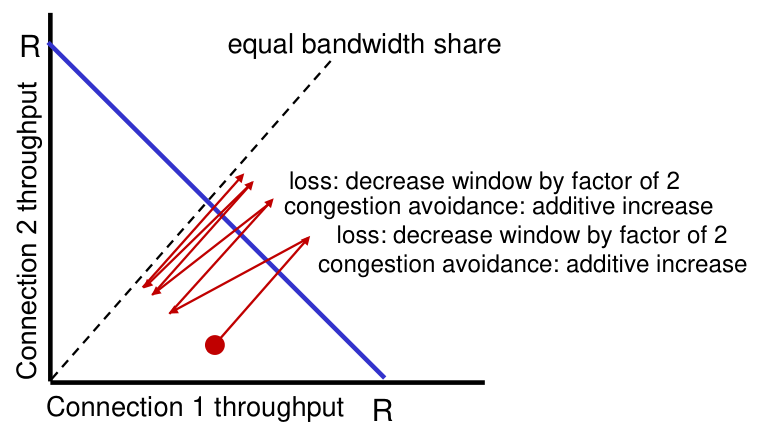 equal bandwidth share
R
Connection 2 throughput
loss: decrease window by factor of 2
congestion avoidance: additive increase
loss: decrease window by factor of 2
congestion avoidance: additive increase
Connection 1 throughput
R